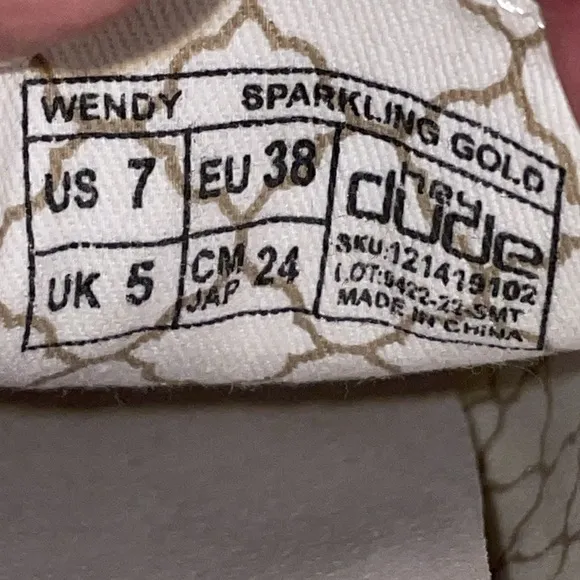 WENDY SPARKLING GOLD
US 7 EU 38
UK 5 CM JAP 24
hey dude
SKU:121419102
LOT:9422-22-SMT
MADE IN CHINA